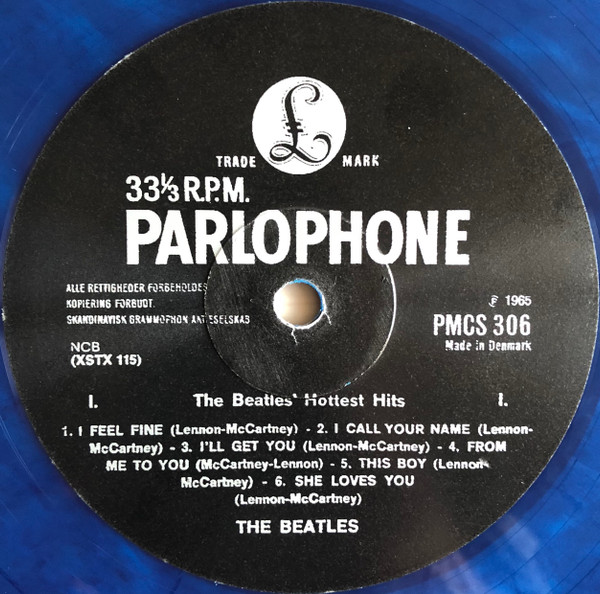 £
TRADE MARK
33⅓ R.P.M.
PARLOPHONE
ALLE RETTIGHEDER FORBEHOLDES
KOPIERING FORBUDT.
SKANDINAVISK GRAMMOPHON AKTIESELSKAB
℗ 1965
PMCS 306
Made in Denmark
NCB
(XSTX 115)
I. The Beatles' Hottest Hits I.
1. I FEEL FINE (Lennon-McCartney) - 2. I CALL YOUR NAME (Lennon-
McCartney) - 3. I'LL GET YOU (Lennon-McCartney) - 4. FROM
ME TO YOU (McCartney-Lennon) - 5. THIS BOY (Lennon-
McCartney) - 6. SHE LOVES YOU
(Lennon-McCartney)
THE BEATLES